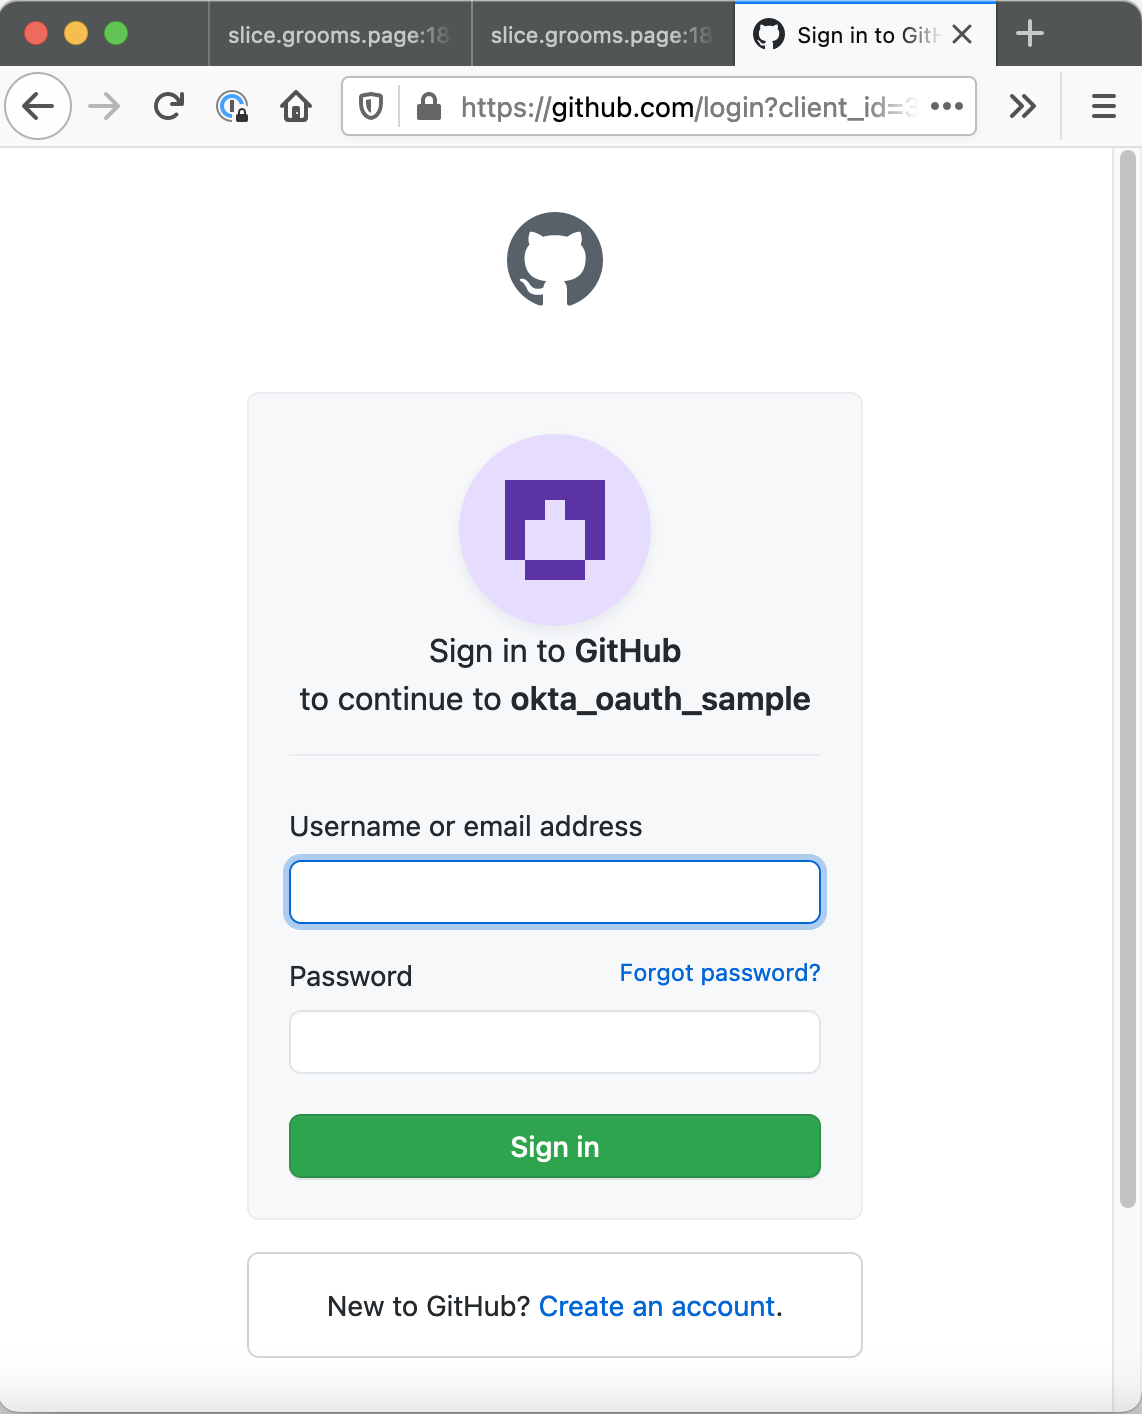 slice.grooms.page:18
slice.grooms.page:18
Sign in to Git
https://github.com/login?client_id=3
Sign in to GitHub
to continue to okta_oauth_sample
Username or email address
Password
Forgot password?
Sign in
New to GitHub? Create an account.